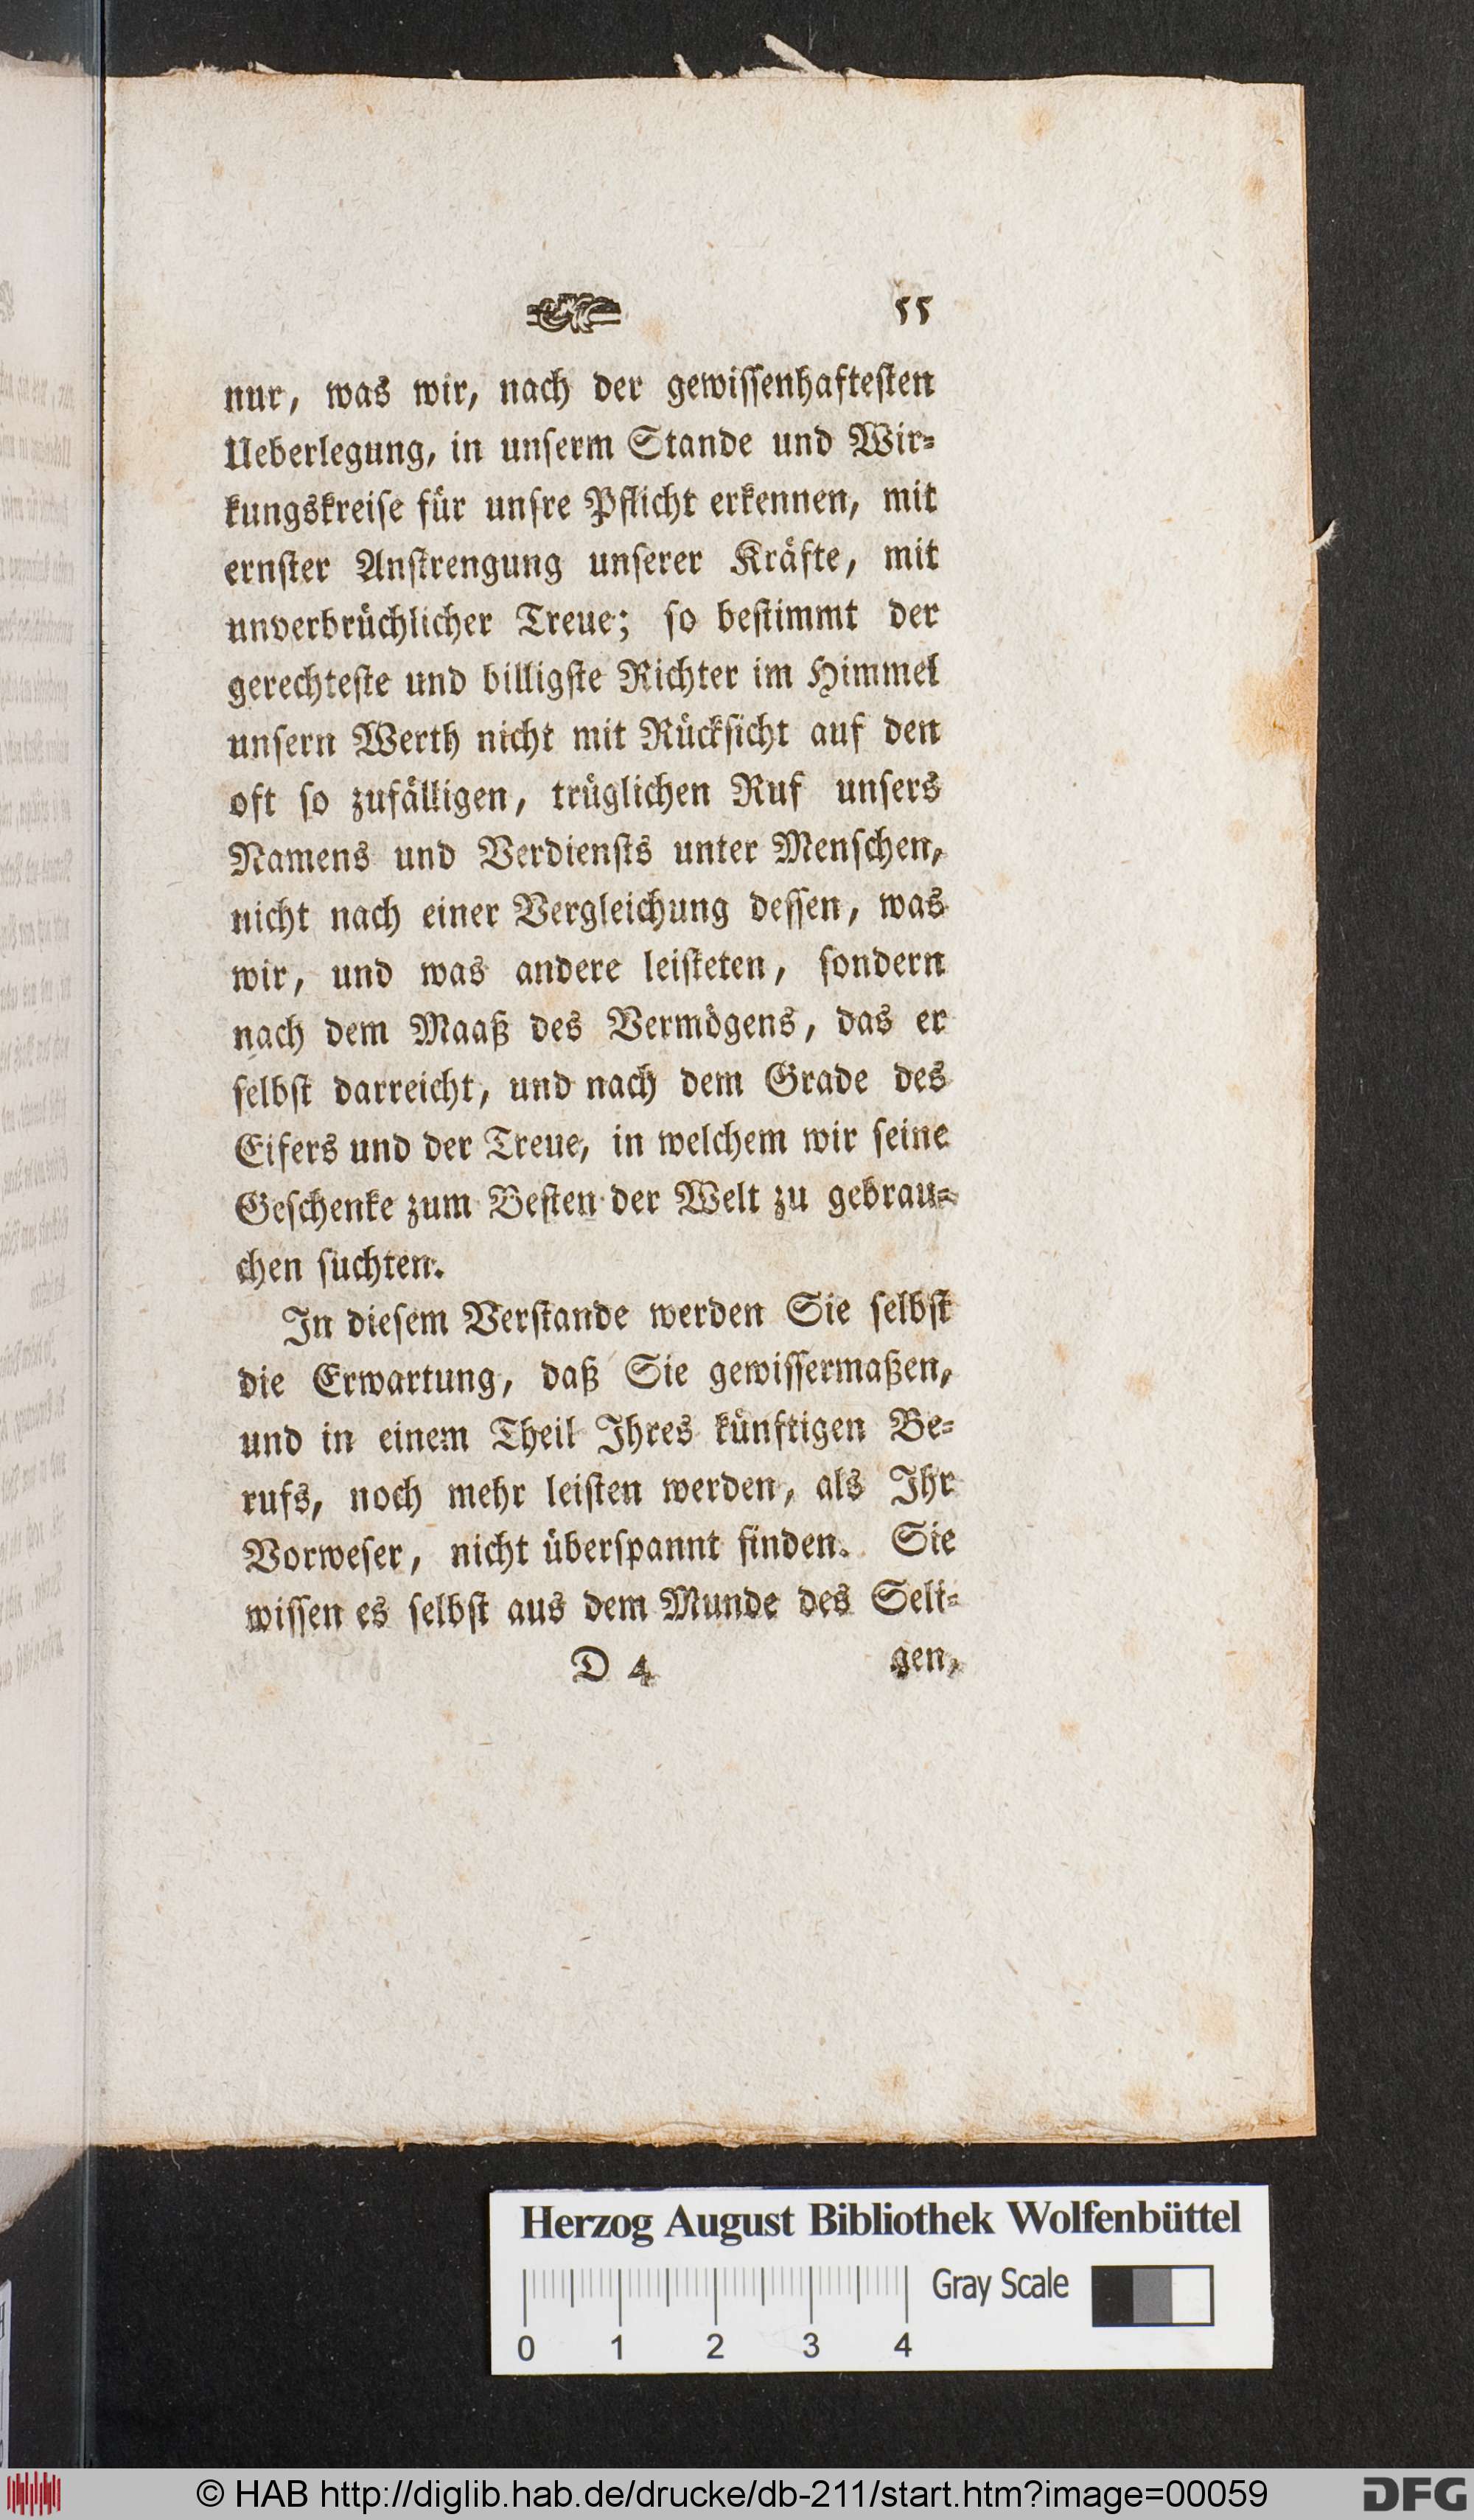 55
nur, was wir, nach der gewissenhaftesten
Ueberlegung, in unserm Stande und Wir-
kungskreise für unsre Pflicht erkennen, mit
ernster Anstrengung unserer Kräfte, mit
unverbrüchlicher Treue; so bestimmt der
gerechteste und billigste Richter im Himmel
unsern Werth nicht mit Rücksicht auf den
oft so zufälligen, trüglichen Ruf unsers
Namens und Verdiensts unter Menschen,
nicht nach einer Vergleichung dessen, was
wir, und was andere leisteten, sondern
nach dem Maaß des Vermögens, das er
selbst darreicht, und nach dem Grade des
Eifers und der Treue, in welchem wir seine
Geschenke zum Besten der Welt zu gebrau-
chen suchten.
In diesem Verstande werden Sie selbst
die Erwartung, daß Sie gewissermaßen,
und in einem Theil Ihres künftigen Be-
rufs, noch mehr leisten werden, als Ihr
Vorweser, nicht überspannt finden. Sie
wissen es selbst aus dem Munde des Seli-
D 4 gen,
Herzog August Bibliothek Wolfenbüttel
Gray Scale
0 1 2 3 4
© HAB http://diglib.hab.de/drucke/db-211/start.htm?image=00059
DFG